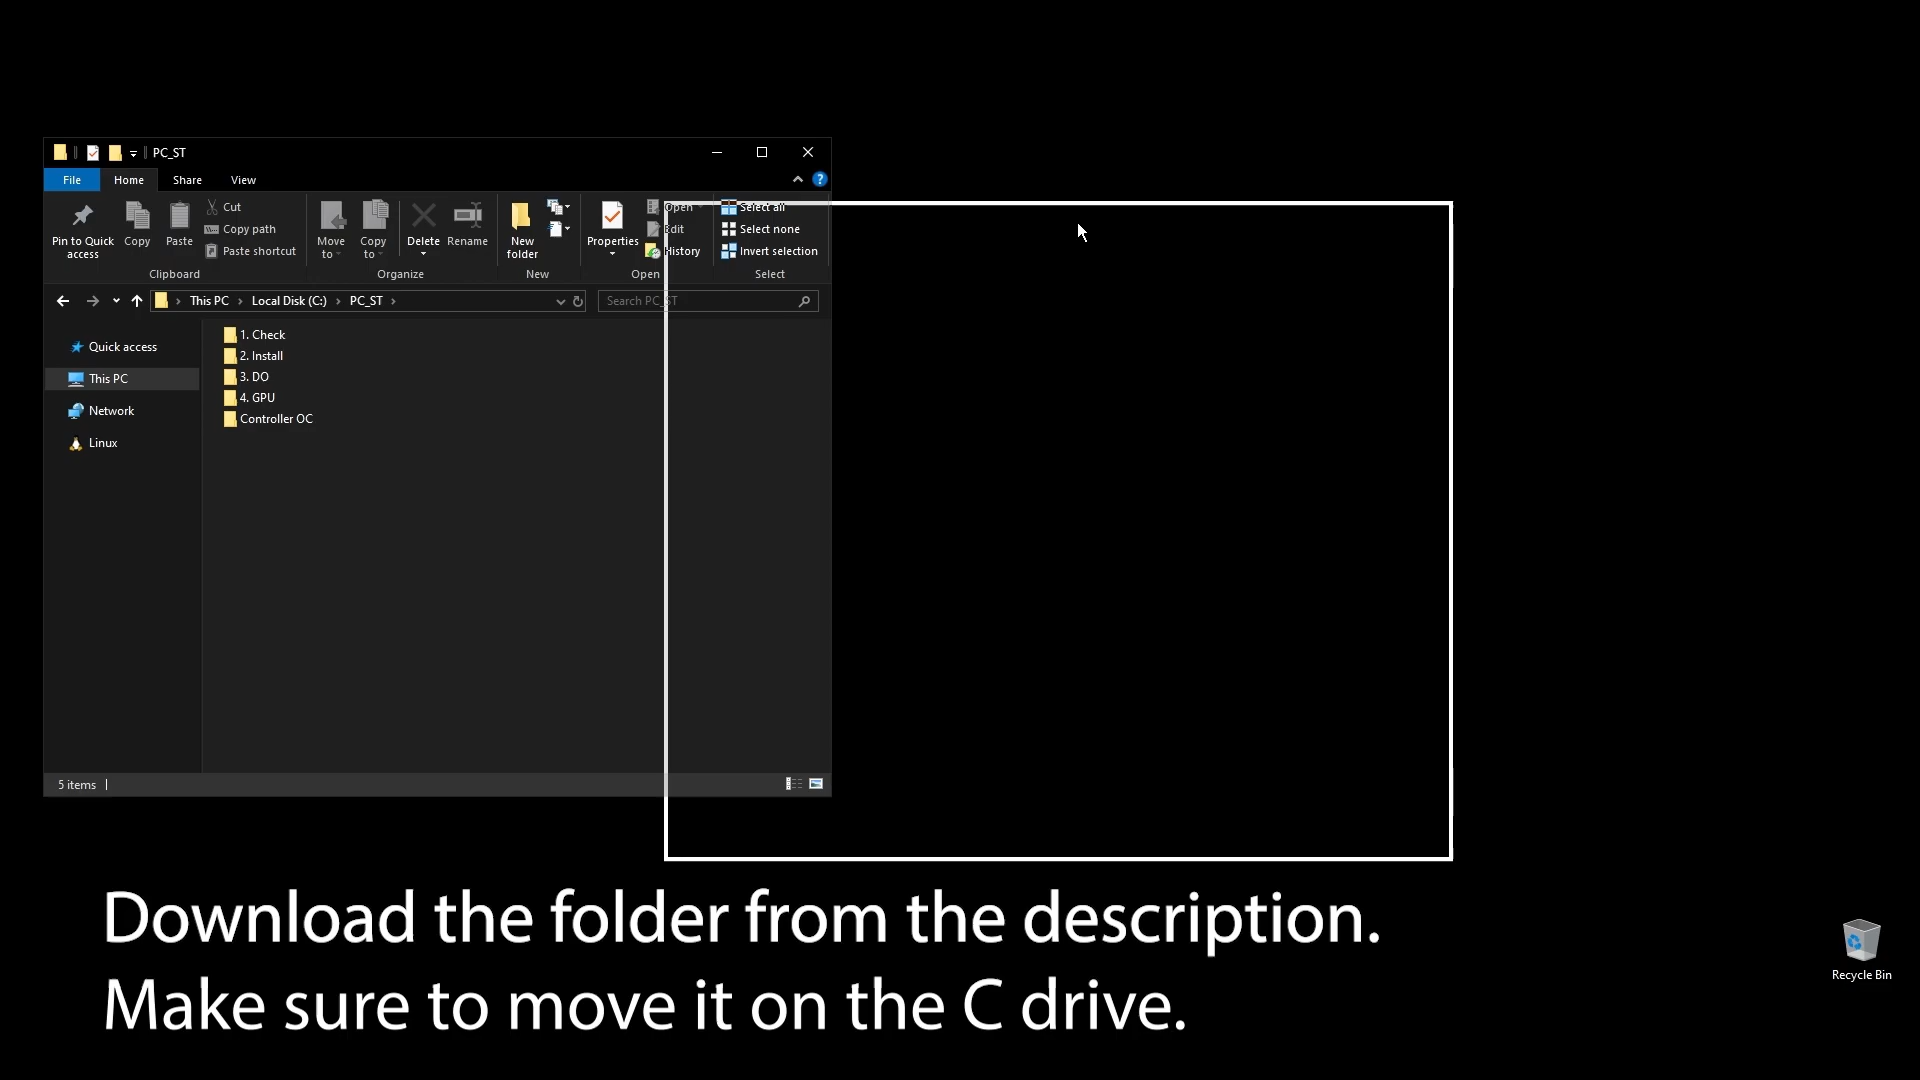 PC_ST
File Home Share View
Pin to Quick access
Copy
Paste
Cut
Copy path
Paste shortcut
Clipboard
Move to
Copy to
Delete
Rename
Organize
New folder
New
Properties
Open
Edit
History
Open
Select all
Select none
Invert selection
Select
This PC > Local Disk (C:) > PC_ST >
Search PC_ST
Quick access
This PC
Network
Linux
1. Check
2. Install
3. DO
4. GPU
Controller OC
5 items
Recycle Bin
Download the folder from the description.
Make sure to move it on the C drive.